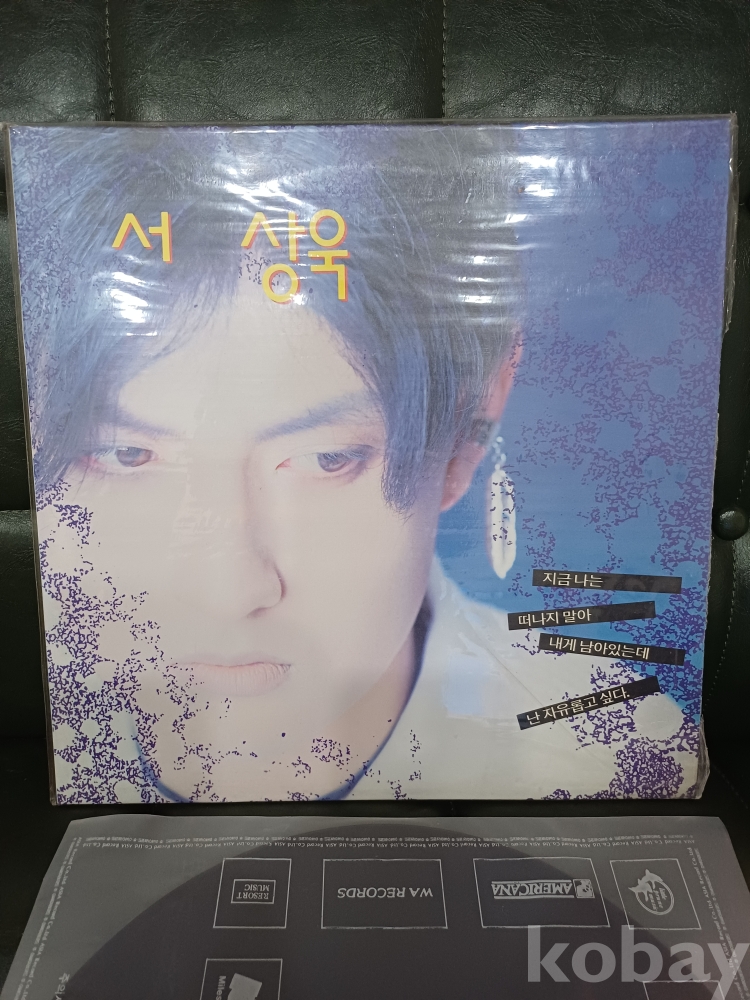 서 상욱
지금 나는
떠나지 말아
내게 남아있는데
난 자유롭고 싶다.
RESORT MUSIC
WA RECORDS
AMERICANA
kobay